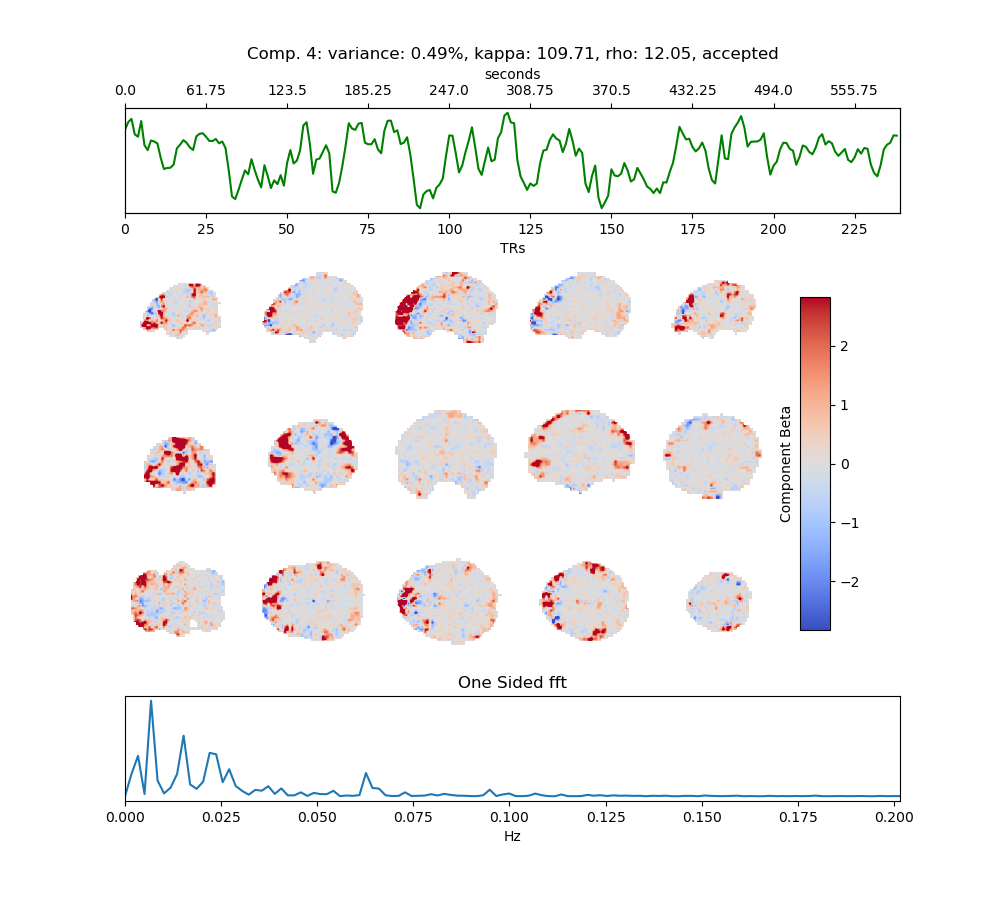 Comp. 4: variance: 0.49%, kappa: 109.71, rho: 12.05, accepted
seconds
0.0 61.75 123.5 185.25 247.0 308.75 370.5 432.25 494.0 555.75
0 25 50 75 100 125 150 175 200 225
TRs
2
1
0
−1
−2
Component Beta
One Sided fft
0.000 0.025 0.050 0.075 0.100 0.125 0.150 0.175 0.200
Hz